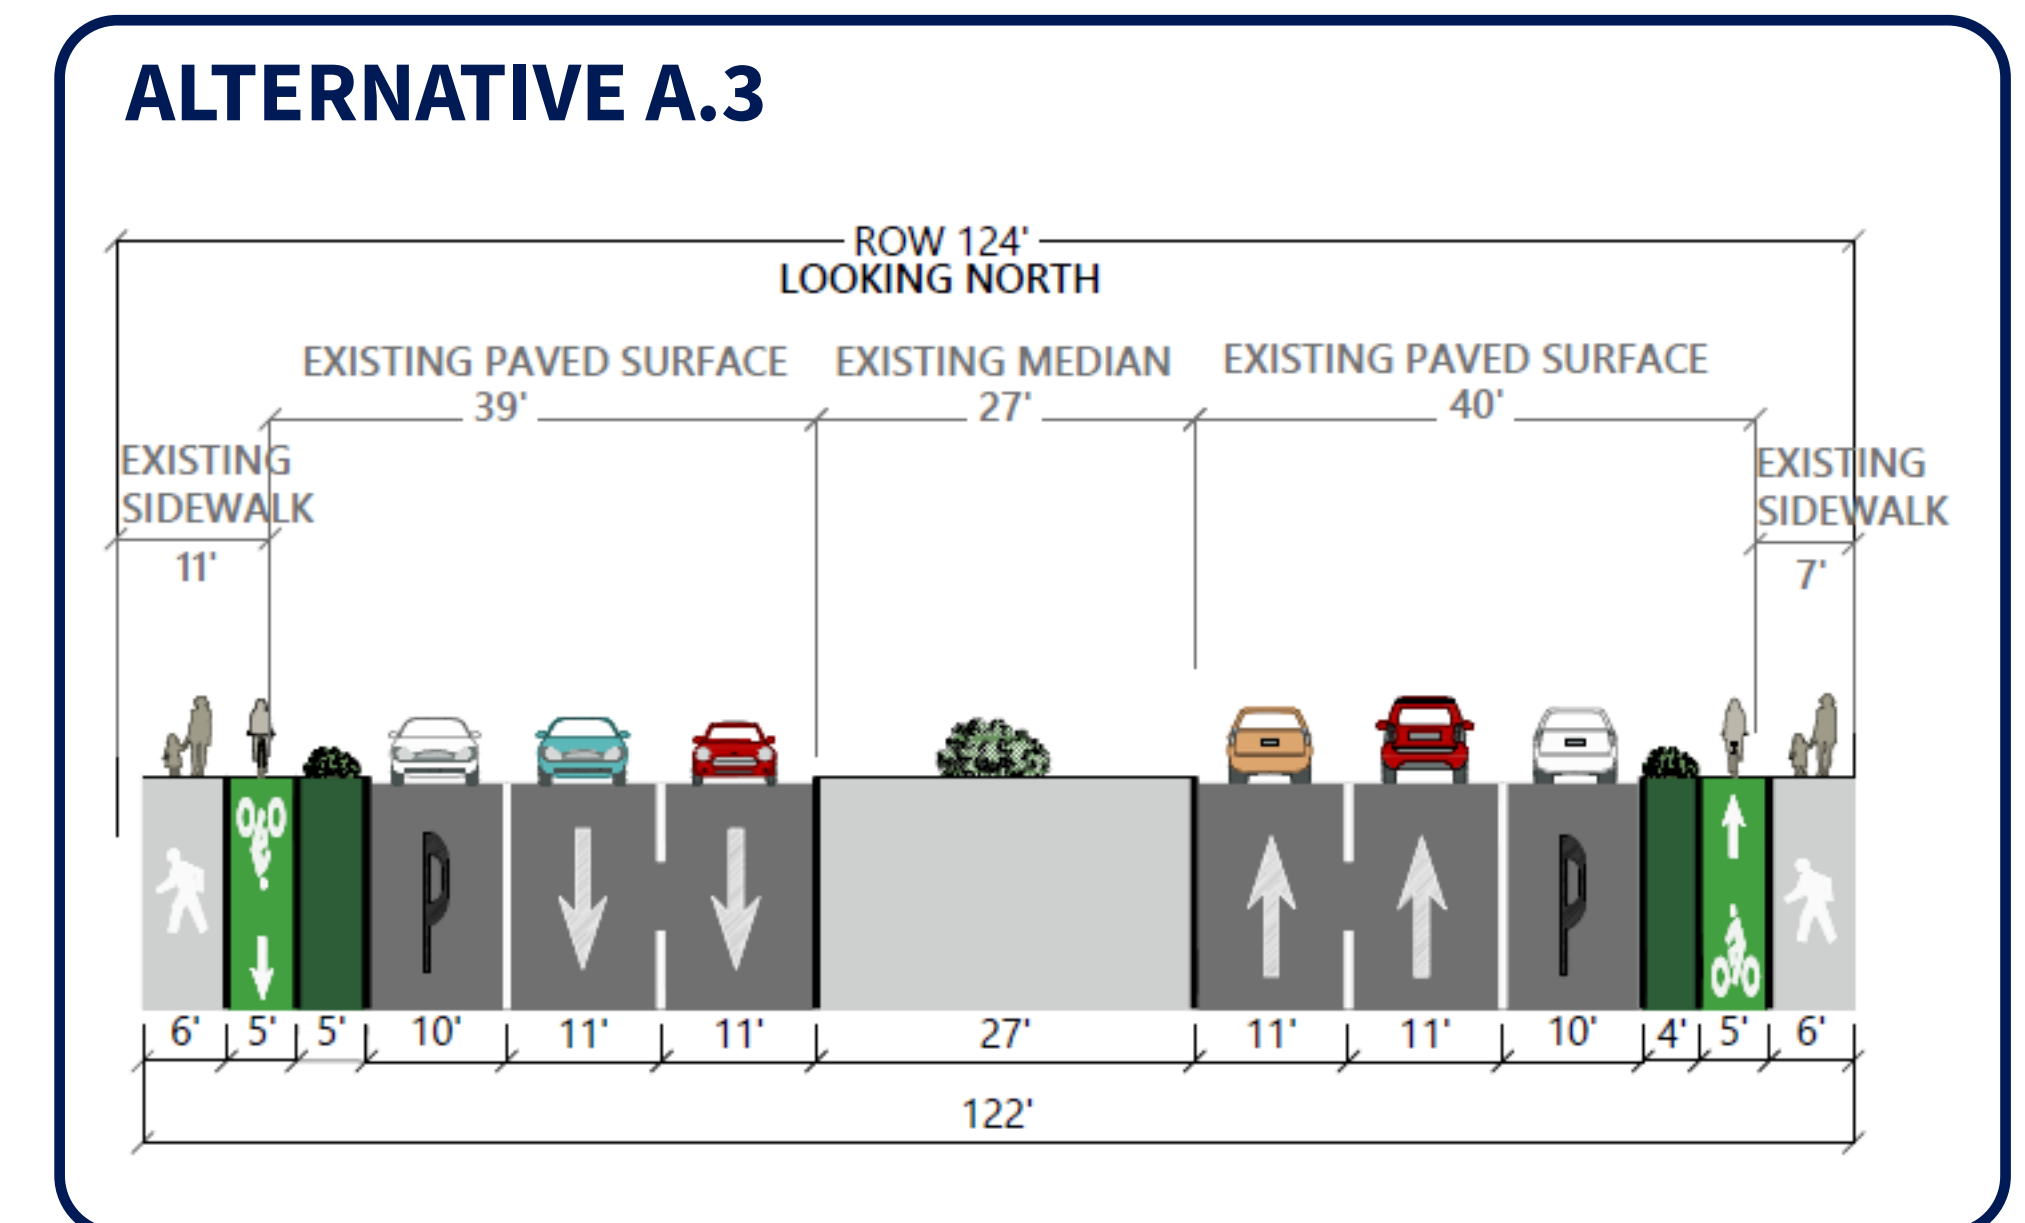 ALTERNATIVE A.3
ROW 124'
LOOKING NORTH
EXISTING PAVED SURFACE
39'
EXISTING MEDIAN
27'
EXISTING PAVED SURFACE
40'
EXISTING
SIDEWALK
11'
EXISTING
SIDEWALK
7'
P
P
6' 5' 5' 10' 11' 11' 27' 11' 11' 10' 4' 5' 6'
122'